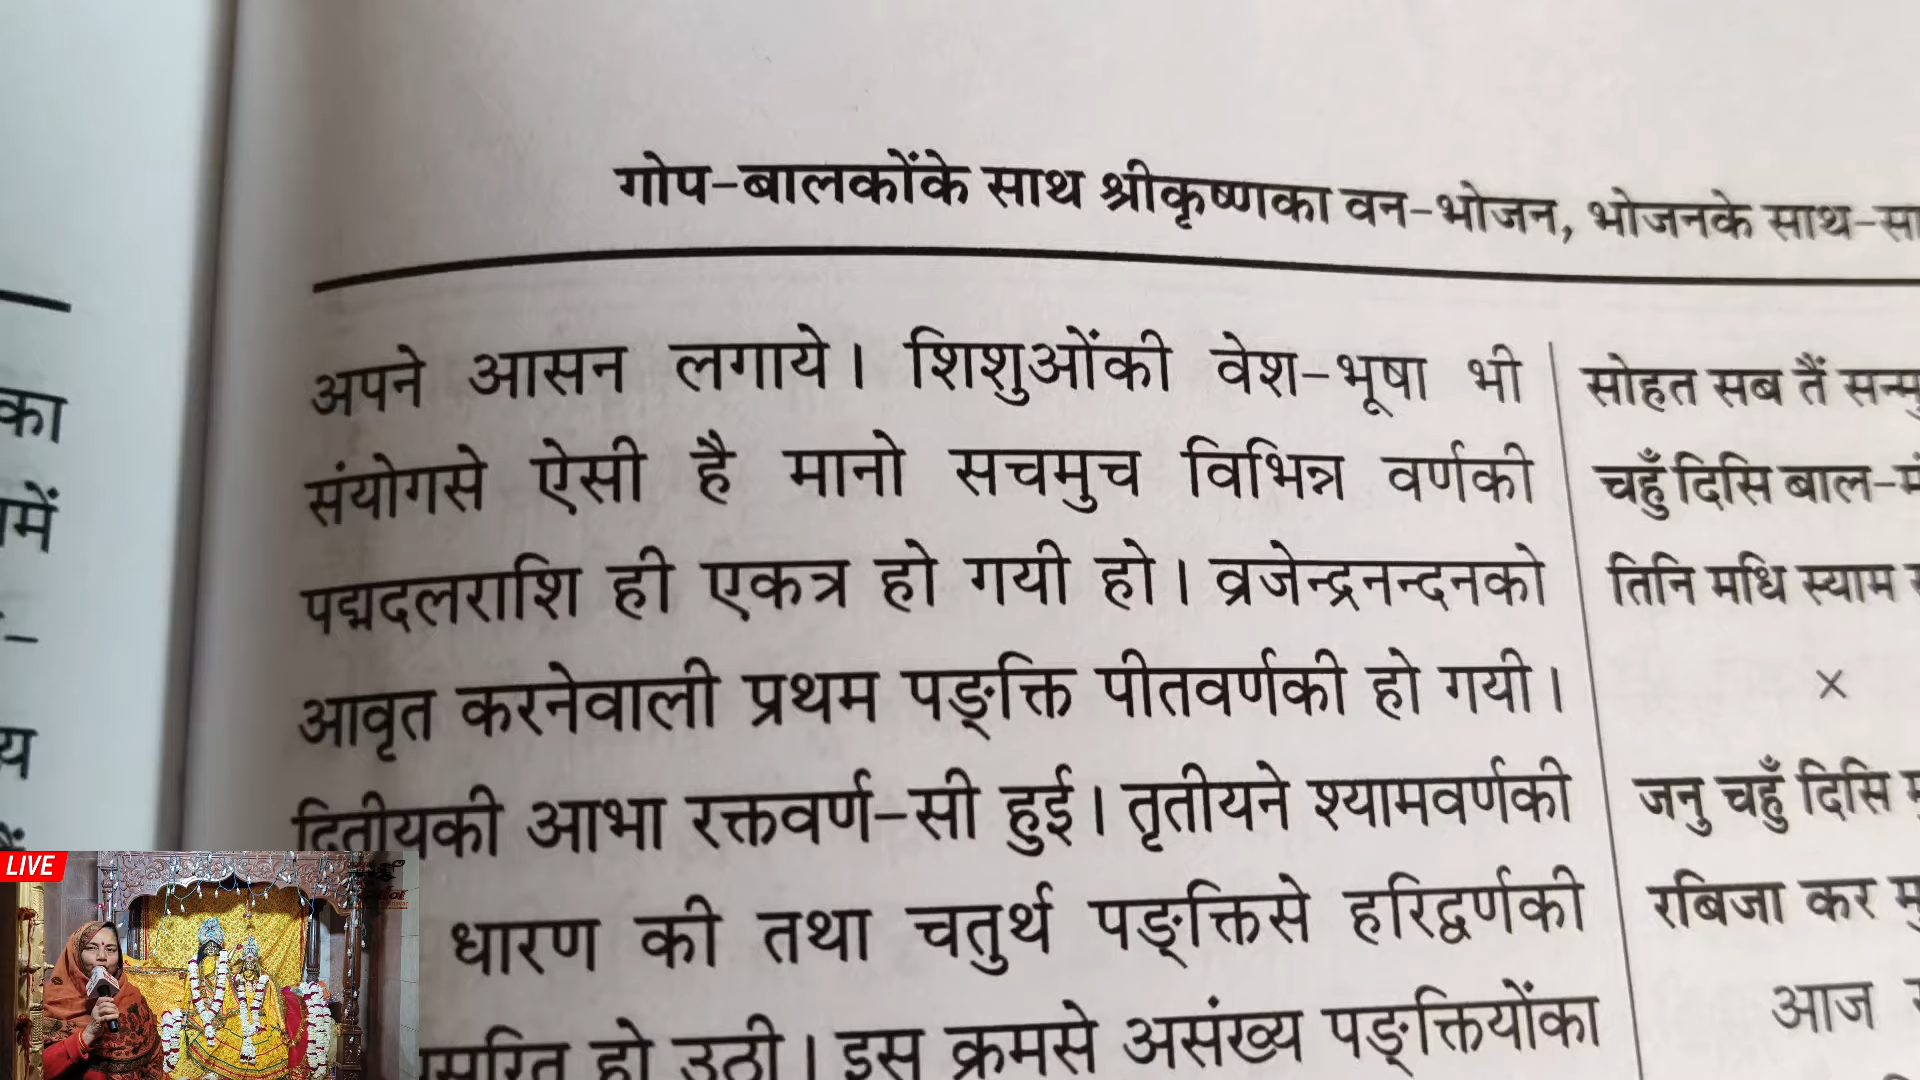 गोप-बालकोंके साथ श्रीकृष्णका वन-भोजन, भोजनके साथ-सा
अपने आसन लगाये। शिशुओंकी वेश-भूषा भी
संयोगसे ऐसी है मानो सचमुच विभिन्न वर्णकी
पद्मदलराशि ही एकत्र हो गयी हो। व्रजेन्द्रनन्दनको
आवृत करनेवाली प्रथम पङ्क्ति पीतवर्णकी हो गयी।
द्वितीयकी आभा रक्तवर्ण-सी हुई। तृतीयने श्यामवर्णकी
धारण की तथा चतुर्थ पङ्क्तिसे हरिद्वर्णकी
हो उठी। इस क्रमसे असंख्य पङ्क्तियोंका
सोहत सब तैं
चहुँ दिसि बाल-
तिनि मधि स्याम
×
जनु चहुँ दिसि
रबिजा कर
आज
का
में
य
LIVE